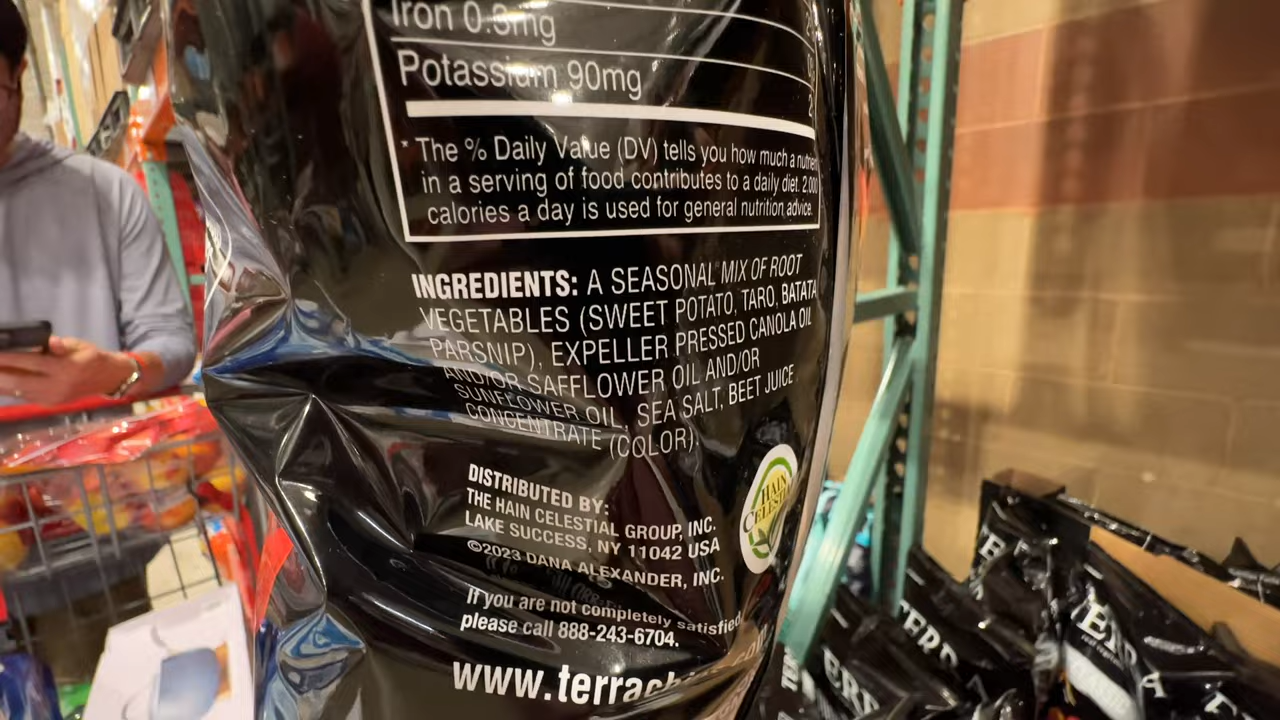 Iron 0.3mg
Potassium 90mg
* The % Daily Value (DV) tells you how much a nutrien
in a serving of food contributes to a daily diet. 2,000
calories a day is used for general nutrition advice.
INGREDIENTS: A SEASONAL MIX OF ROOT
VEGETABLES (SWEET POTATO, TARO, BATATA
PARSNIP), EXPELLER PRESSED CANOLA OIL
AND/OR SAFFLOWER OIL AND/OR
SUNFLOWER OIL, SEA SALT, BEET JUICE
CONCENTRATE (COLOR).
DISTRIBUTED BY:
THE HAIN CELESTIAL GROUP, INC.
LAKE SUCCESS, NY 11042 USA
©2023 DANA ALEXANDER, INC.
HAIN
CELESTIAL
If you are not completely satisfied
please call 888-243-6704.
www.terrachi
TERRA